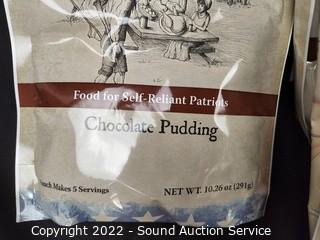 Food for Self-Reliant Patriots
Chocolate Pudding
Pouch Makes 5 Servings
NET WT. 10.26 oz (291g)
Copyright 2022 - Sound Auction Service